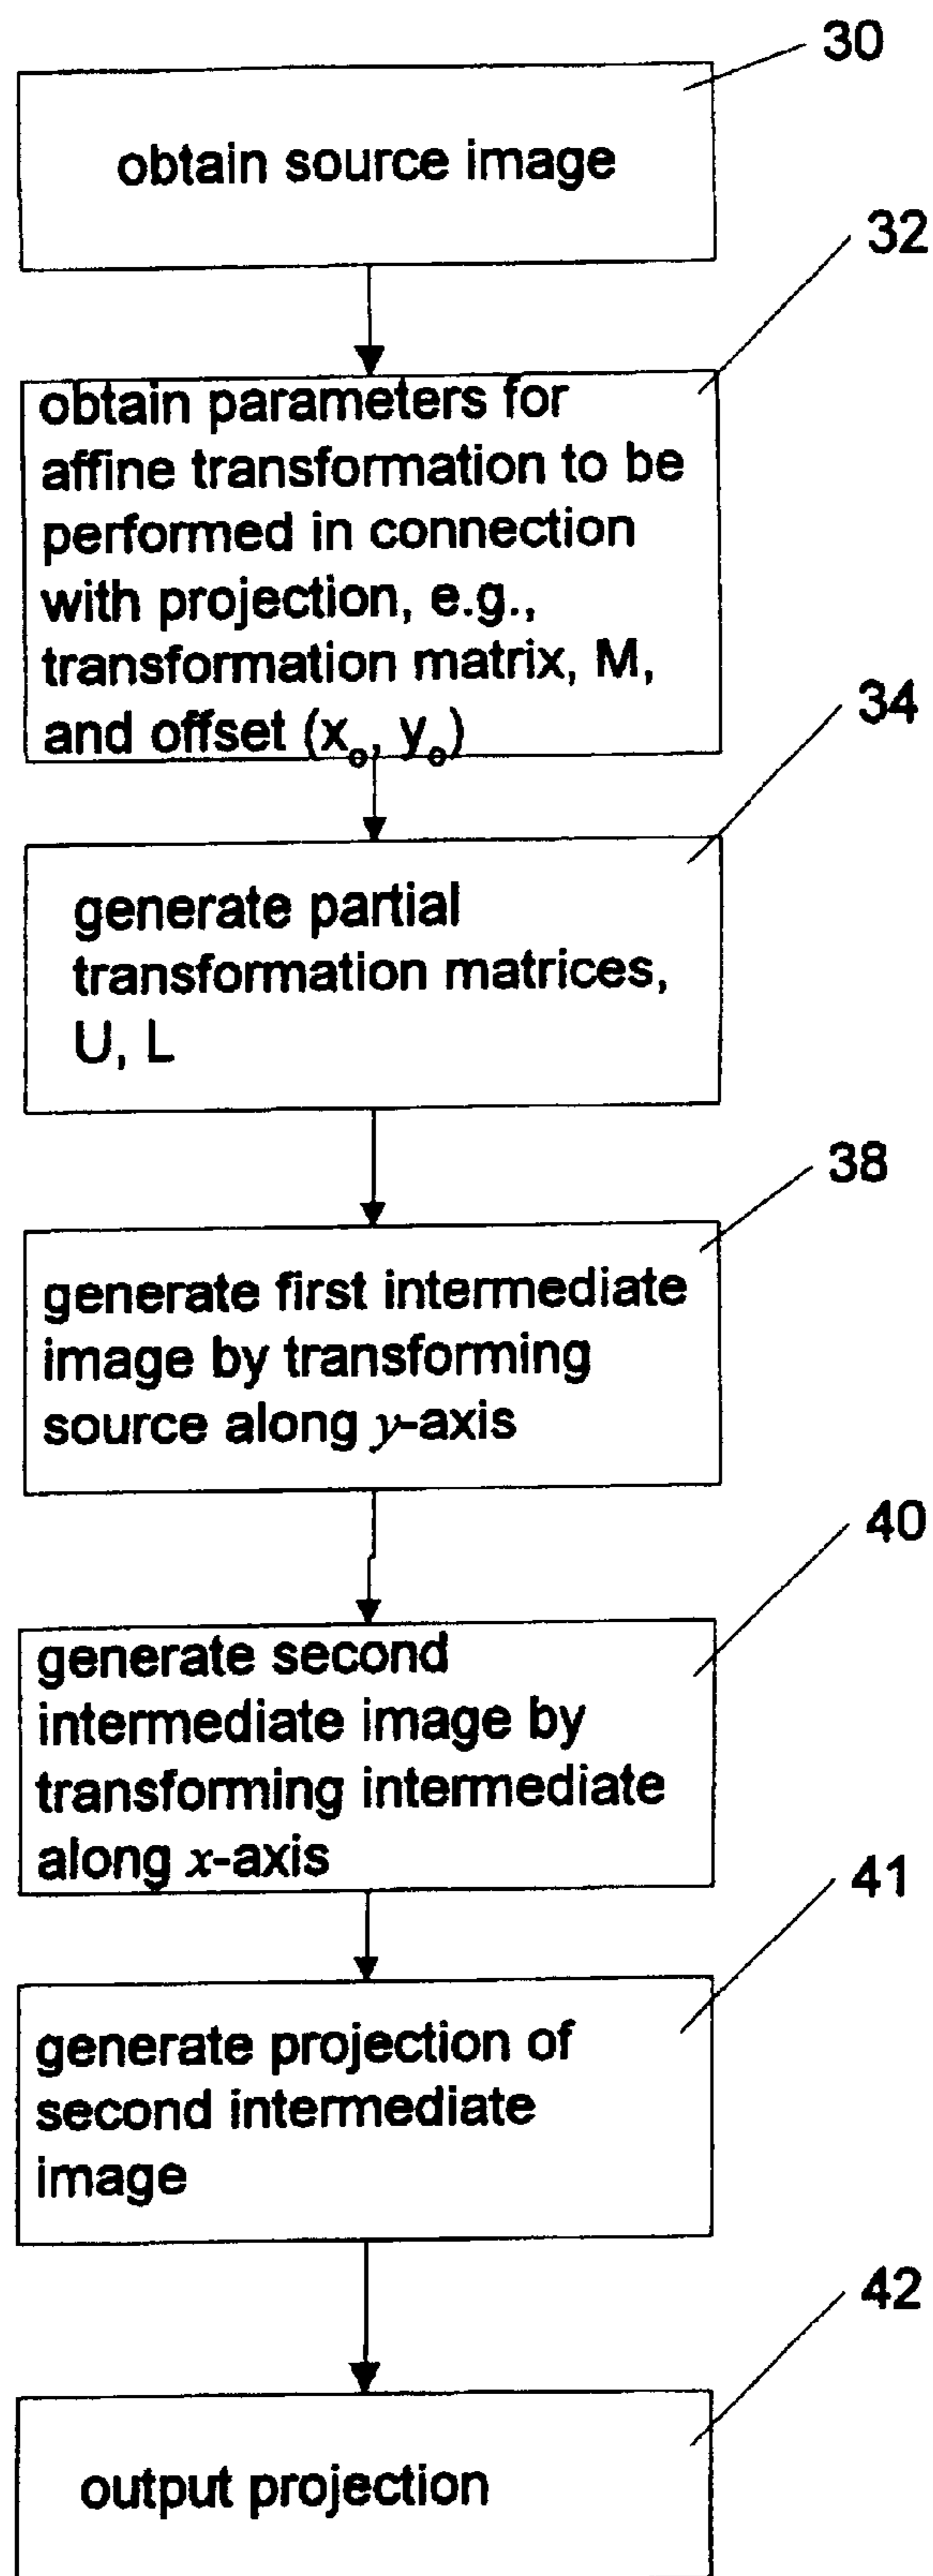 30
obtain source image
32
obtain parameters for
affine transformation to be
performed in connection
with projection, e.g.,
transformation matrix, M,
and offset (xo, yo)
34
generate partial
transformation matrices,
U, L
38
generate first intermediate
image by transforming
source along y-axis
40
generate second
intermediate image by
transforming intermediate
along x-axis
41
generate projection of
second intermediate
image
42
output projection